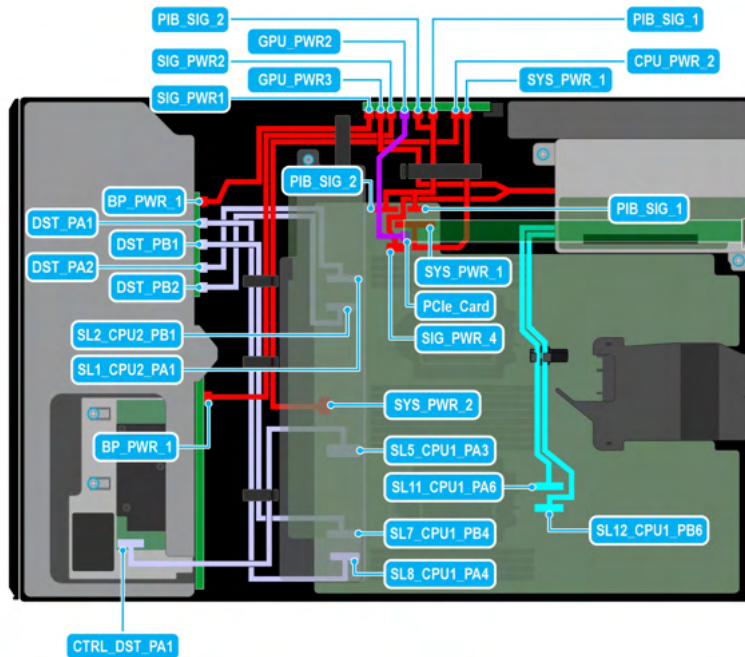 PIB_SIG_2
PIB_SIG_1
GPU_PWR2
SIG_PWR2
CPU_PWR_2
GPU_PWR3
SYS_PWR_1
SIG_PWR1
PIB_SIG_2
BP_PWR_1
PIB_SIG_1
DST_PA1
DST_PB1
DST_PA2
SYS_PWR_1
DST_PB2
PCIe_Card
SL2_CPU2_PB1
SIG_PWR_4
SL1_CPU2_PA1
SYS_PWR_2
BP_PWR_1
SL5_CPU1_PA3
SL11_CPU1_PA6
SL7_CPU1_PB4
SL12_CPU1_PB6
SL8_CPU1_PA4
CTRL_DST_PA1